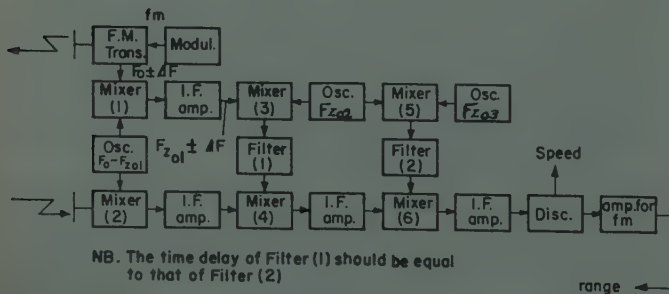 fm
F.M. Trans.
Modul.
Fo ± ΔF
Mixer (1)
I.F. amp.
Mixer (3)
Osc. Fzo2
Mixer (5)
Osc. Fzo3
Osc. Fo-Fzo1
Fzo1 ± ΔF
Filter (1)
Filter (2)
Speed
Mixer (2)
I.F. amp.
Mixer (4)
I.F. amp.
Mixer (6)
I.F. amp.
Disc.
amp. for fm
NB. The time delay of Filter (1) should be equal
to that of Filter (2)
range